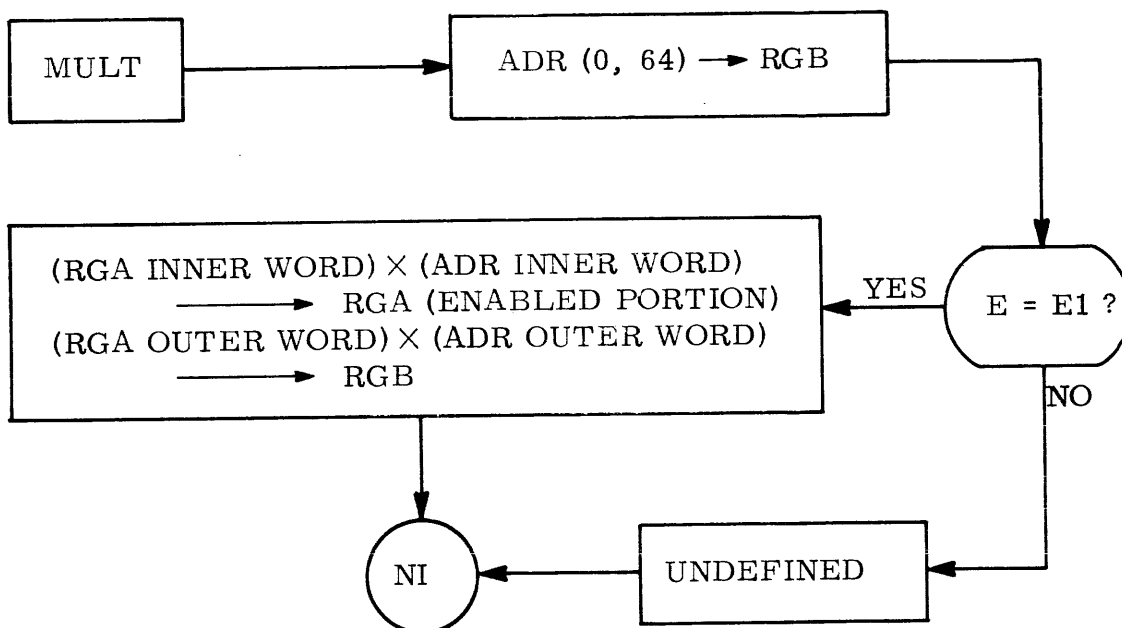 MULT
ADR (0, 64) → RGB
E = E1 ?
YES
(RGA INNER WORD) × (ADR INNER WORD)
→ RGA (ENABLED PORTION)
(RGA OUTER WORD) × (ADR OUTER WORD)
→ RGB
NO
UNDEFINED
NI